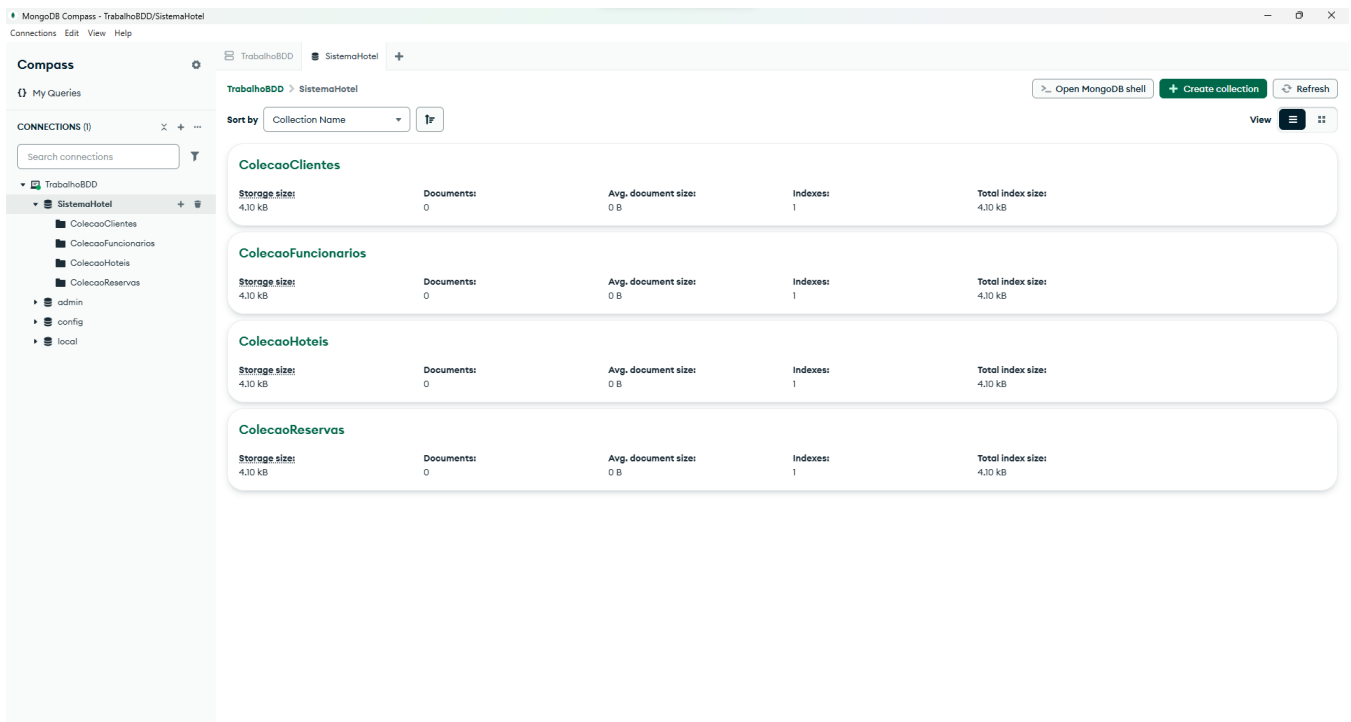 MongoDB Compass - TrabalhoBDD/SistemaHotel
Connections Edit View Help
Compass
{} My Queries
CONNECTIONS (1)
Search connections
TrabalhoBDD
SistemaHotel
ColecaoClientes
ColecaoFuncionarios
ColecaoHoteis
ColecaoReservas
admin
config
local
TrabalhoBDD SistemaHotel
TrabalhoBDD > SistemaHotel
>_ Open MongoDB shell + Create collection Refresh
Sort by Collection Name
View
ColecaoClientes
Storage size: Documents: Avg. document size: Indexes: Total index size:
4.10 kB 0 0 B 1 4.10 kB
ColecaoFuncionarios
Storage size: Documents: Avg. document size: Indexes: Total index size:
4.10 kB 0 0 B 1 4.10 kB
ColecaoHoteis
Storage size: Documents: Avg. document size: Indexes: Total index size:
4.10 kB 0 0 B 1 4.10 kB
ColecaoReservas
Storage size: Documents: Avg. document size: Indexes: Total index size:
4.10 kB 0 0 B 1 4.10 kB